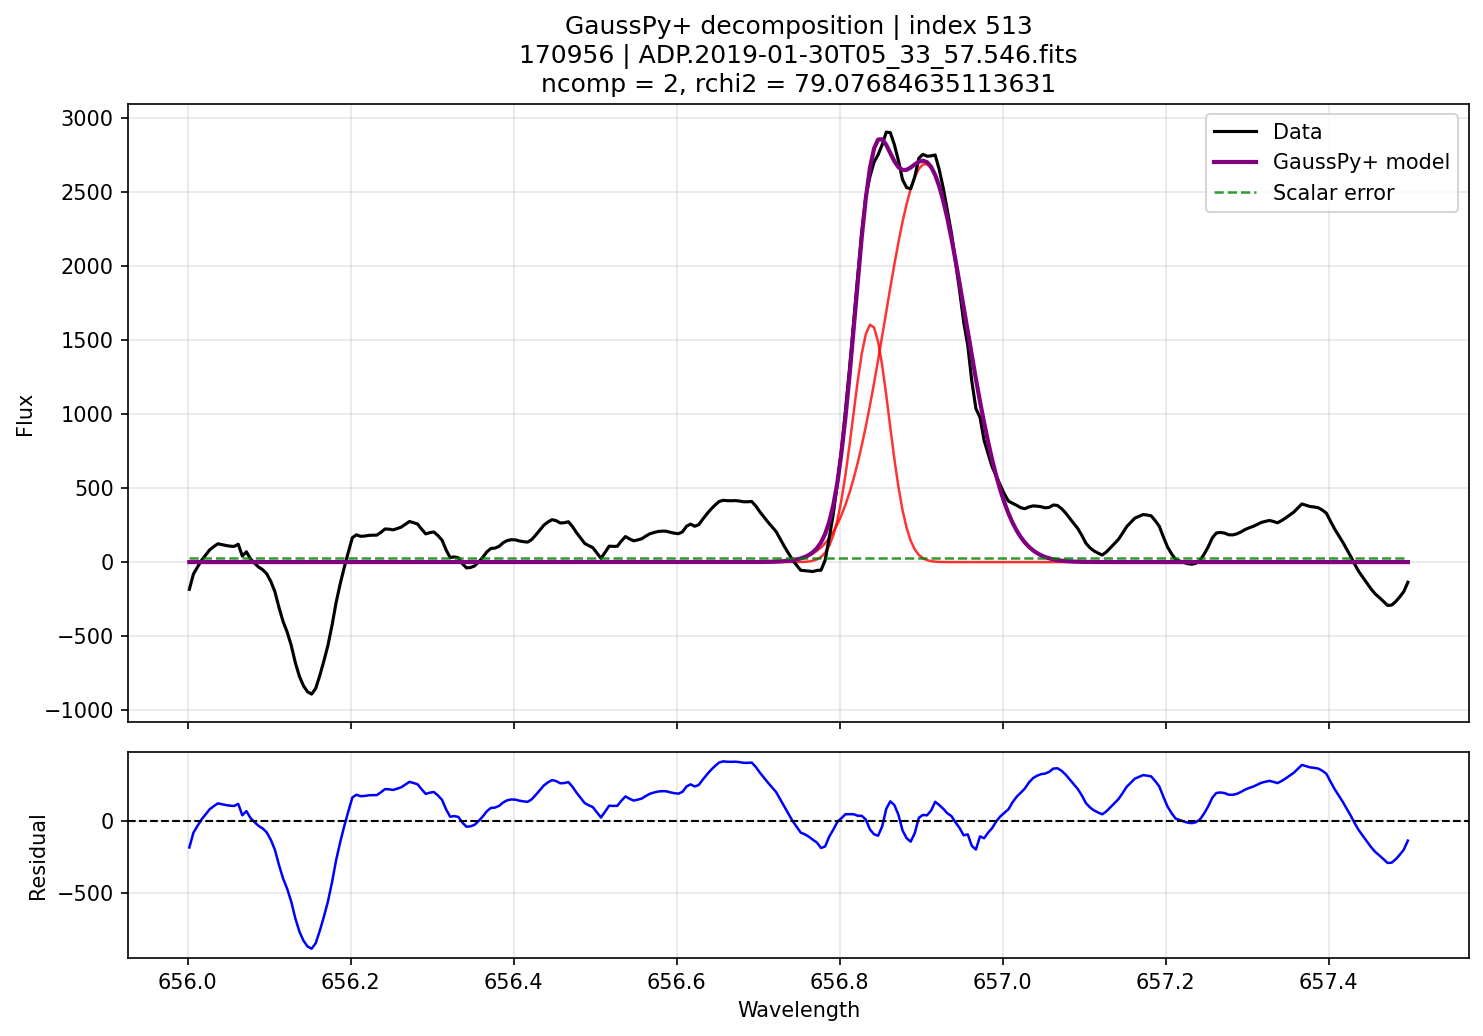 GaussPy+ decomposition | index 513
170956 | ADP.2019-01-30T05_33_57.546.fits
ncomp = 2, rchi2 = 79.07684635113631
Data
GaussPy+ model
Scalar error
Flux
3000
2500
2000
1500
1000
500
0
−500
−1000
Residual
0
−500
656.0 656.2 656.4 656.6 656.8 657.0 657.2 657.4
Wavelength